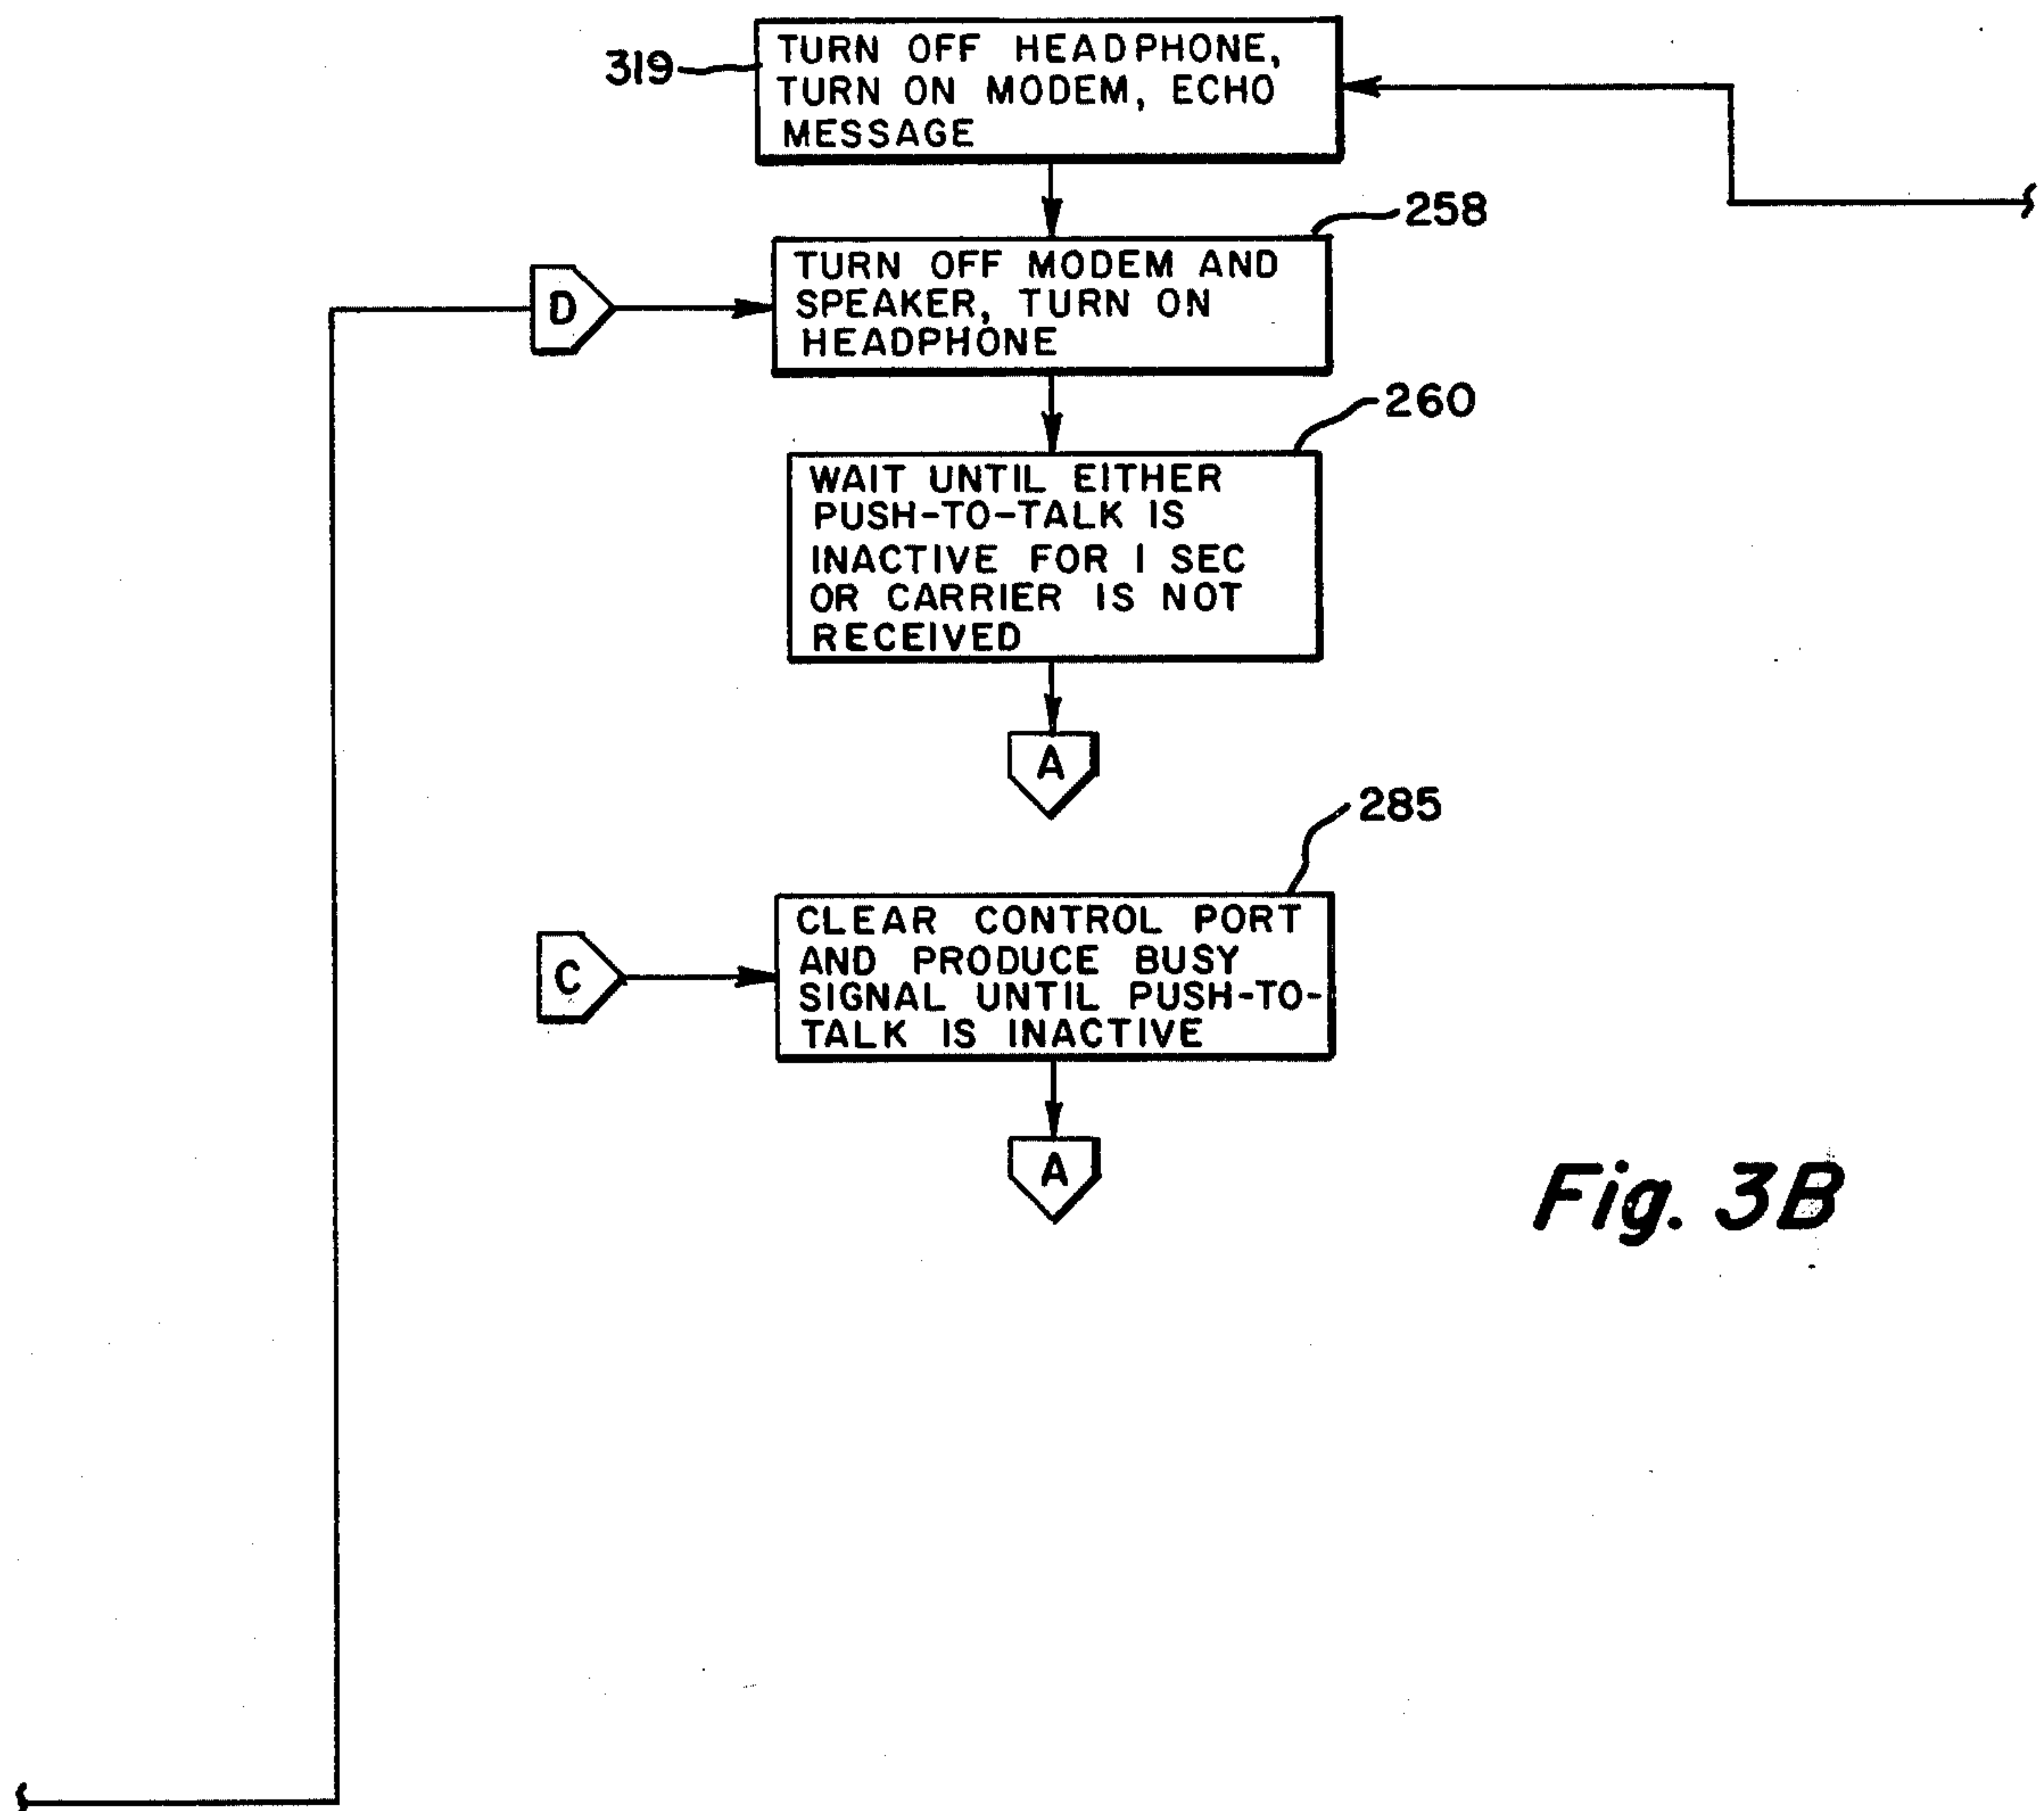 319
TURN OFF HEADPHONE,
TURN ON MODEM, ECHO
MESSAGE
258
D
TURN OFF MODEM AND
SPEAKER, TURN ON
HEADPHONE
260
WAIT UNTIL EITHER
PUSH-TO-TALK IS
INACTIVE FOR 1 SEC
OR CARRIER IS NOT
RECEIVED
A
285
C
CLEAR CONTROL PORT
AND PRODUCE BUSY
SIGNAL UNTIL PUSH-TO-
TALK IS INACTIVE
A
Fig. 3B